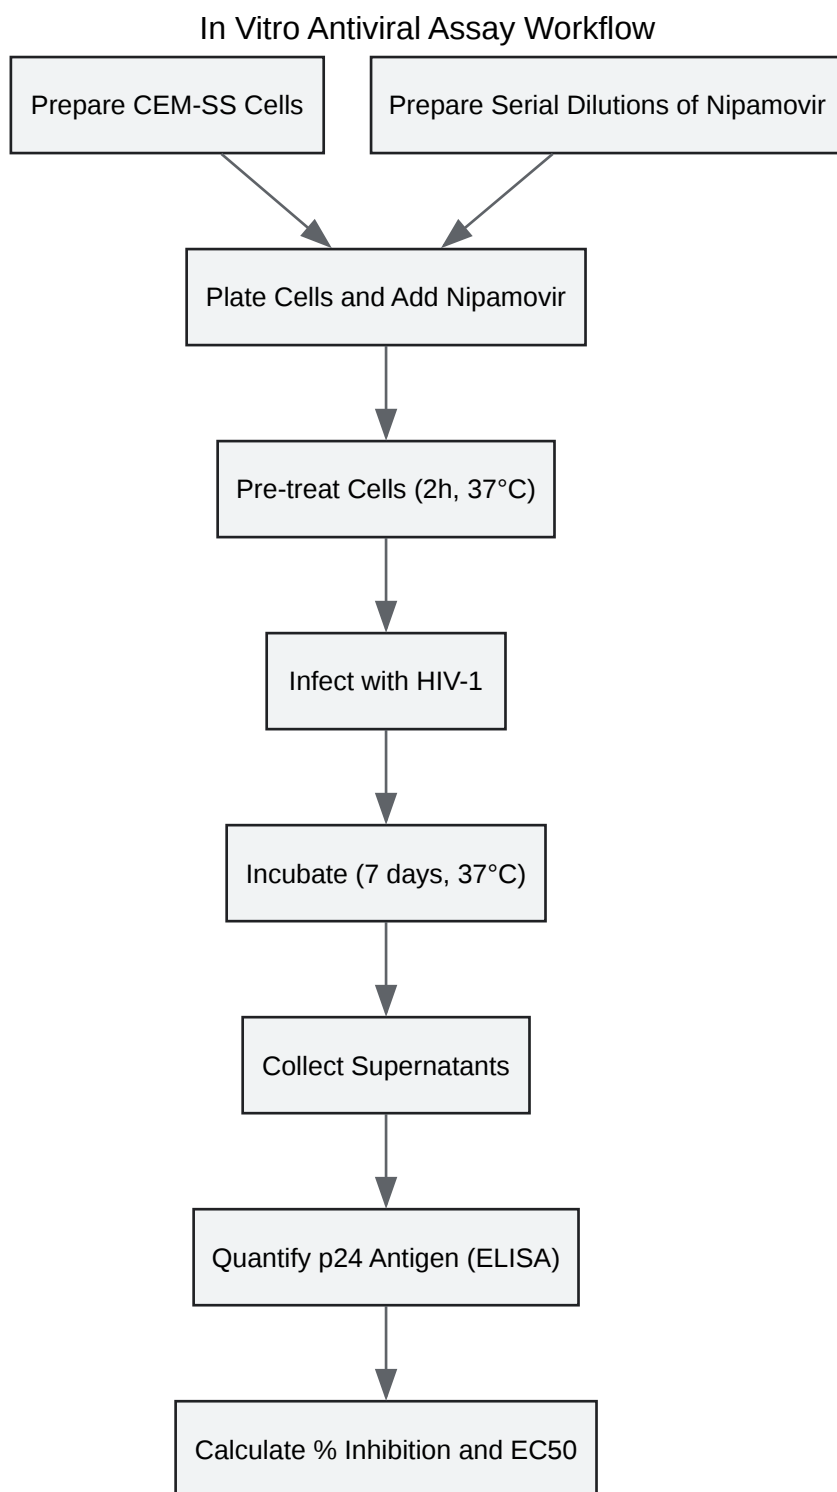 In Vitro Antiviral Assay Workflow
Prepare CEM-SS Cells
Prepare Serial Dilutions of Nipamovir
Plate Cells and Add Nipamovir
Pre-treat Cells (2h, 37°C)
Infect with HIV-1
Incubate (7 days, 37°C)
Collect Supernatants
Quantify p24 Antigen (ELISA)
Calculate % Inhibition and EC50